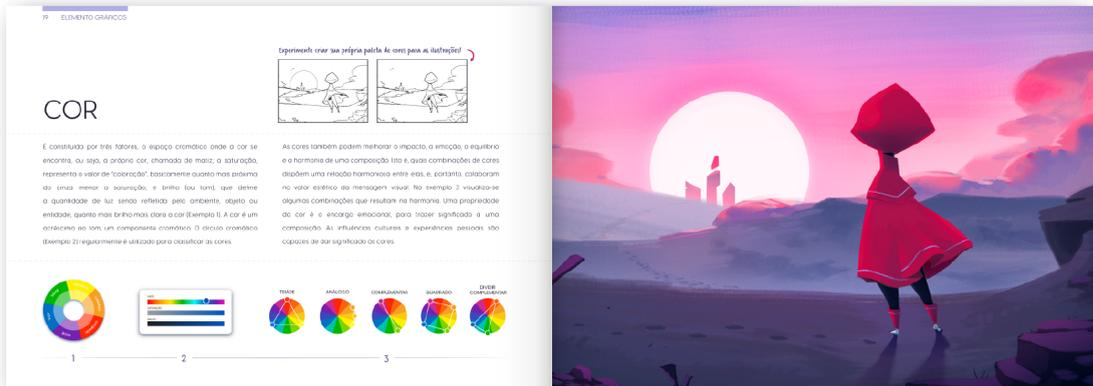 19 ELEMENTO GRÁFICOS
Experimente criar sua própria paleta de cores para as ilustrações!
COR
É constituída por três fatores, o espaço cromático onde a cor se
encontra, ou seja, a própria cor, chamada de matiz; a saturação,
representa o valor de "coloração", basicamente quanto mais próxima
do cinza menor a saturação, e brilho (ou tom), que define
a quantidade de luz sendo refletida pelo ambiente, objeto ou
entidade, quanto mais brilho mais clara a cor (Exemplo 1). A cor é um
acréscimo ao tom, um componente cromático. O círculo cromático
(Exemplo 2) regularmente é utilizado para classificar as cores.
As cores também podem melhorar o impacto, a emoção, o equilíbrio
e a harmonia de uma composição. Isto é, quais combinações de cores
dispõem uma relação harmoniosa entre elas, e, portanto, colaboram
no valor estético da mensagem visual. No exemplo 3 visualiza-se
algumas combinações que resultam na harmonia. Uma propriedade
da cor é o encargo emocional, para trazer significado a uma
composição. As influências culturais e experiências pessoais são
capazes de dar significado às cores.
TRÍADE
ANÁLOGO
COMPLEMENTAR
QUADRADO
DIVIDIR
COMPLEMENTAR
1
2
3